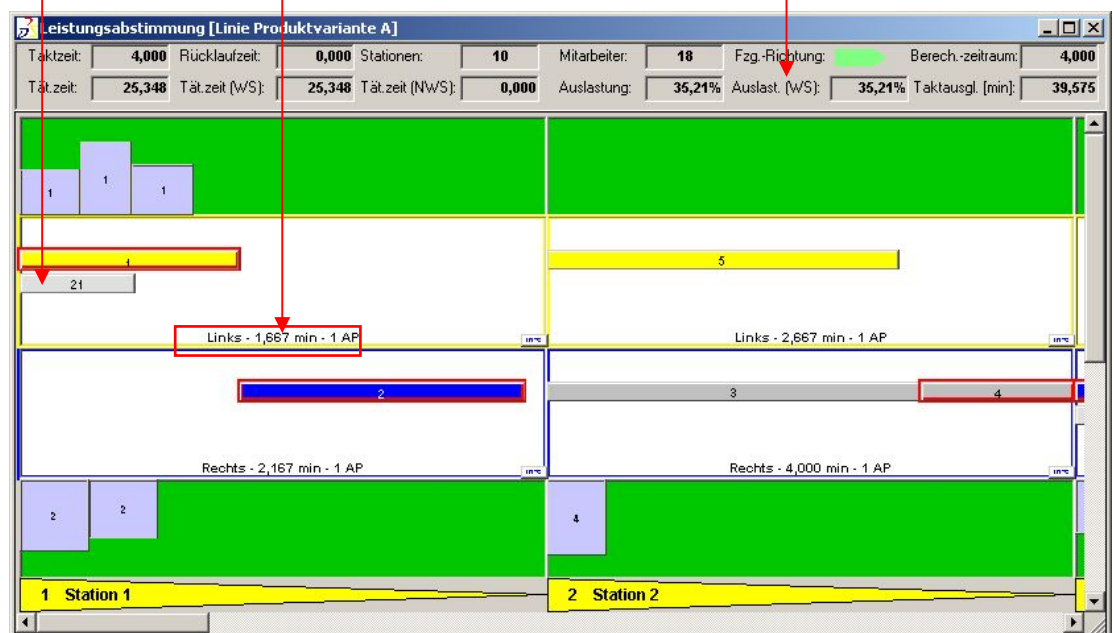 Leistungsabstimmung [Linie Produktvariante A]
Taktzeit: 4,000 Rücklaufzeit: 0,000 Stationen: 10 Mitarbeiter: 18 Fzg.-Richtung: Berech.-zeitraum: 4,000
Tät.zeit: 25,348 Tät.zeit (WS): 25,348 Tät.zeit (NWS): 0,000 Auslastung: 35,21% Auslast. (WS): 35,21% Taktausgl. [min]: 39,575
1 1 1
1 5
21
Links - 1,667 min - 1 AP Links - 2,667 min - 1 AP
2 3 4
Rechts - 2,167 min - 1 AP Rechts - 4,000 min - 1 AP
2 2 4
1 Station 1 2 Station 2